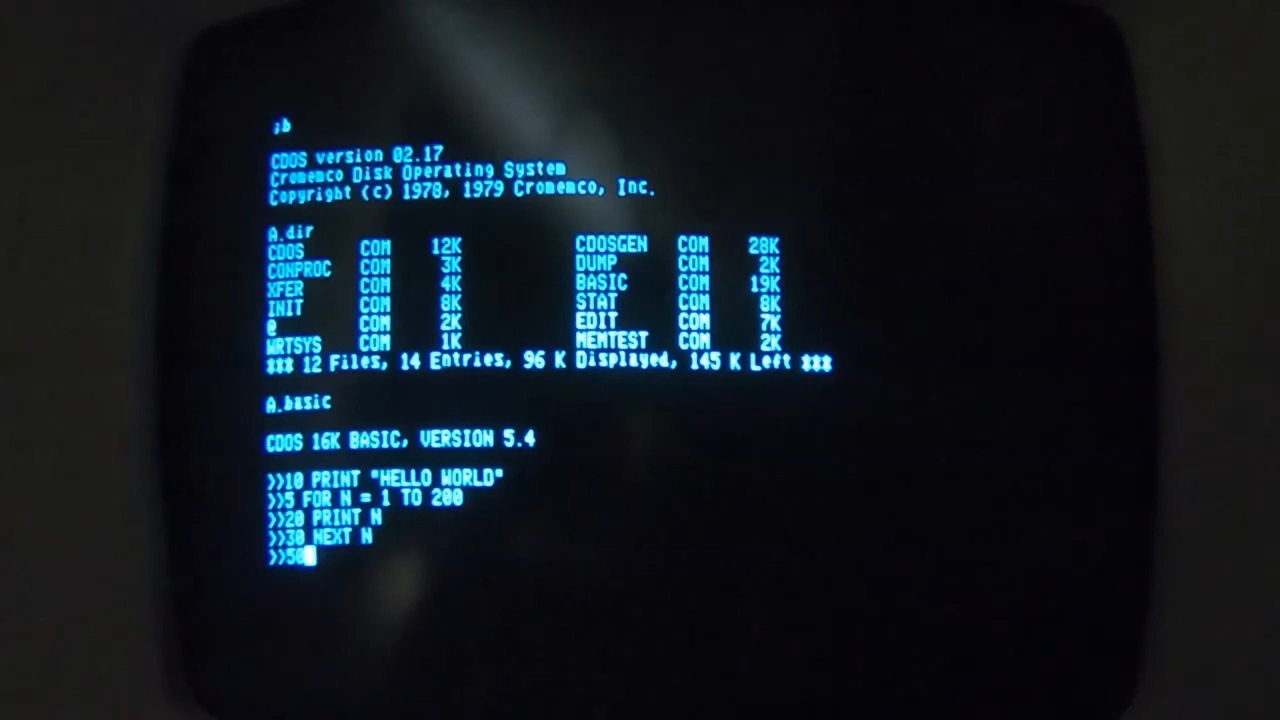 ;b
CDOS version 02.17
Cromemco Disk Operating System
Copyright (c) 1978, 1979 Cromemco, Inc.
A.dir
CDOS COM 12K CDOSGEN COM 28K
CONPROC COM 3K DUMP COM 2K
XFER COM 4K BASIC COM 19K
INIT COM 8K STAT COM 8K
@ COM 2K EDIT COM 7K
WRTSYS COM 1K MEMTEST COM 2K
*** 12 Files, 14 Entries, 96 K Displayed, 145 K Left ***
A.basic
CDOS 16K BASIC, VERSION 5.4
>>10 PRINT "HELLO WORLD"
>>5 FOR N = 1 TO 200
>>20 PRINT N
>>30 NEXT N
>>50